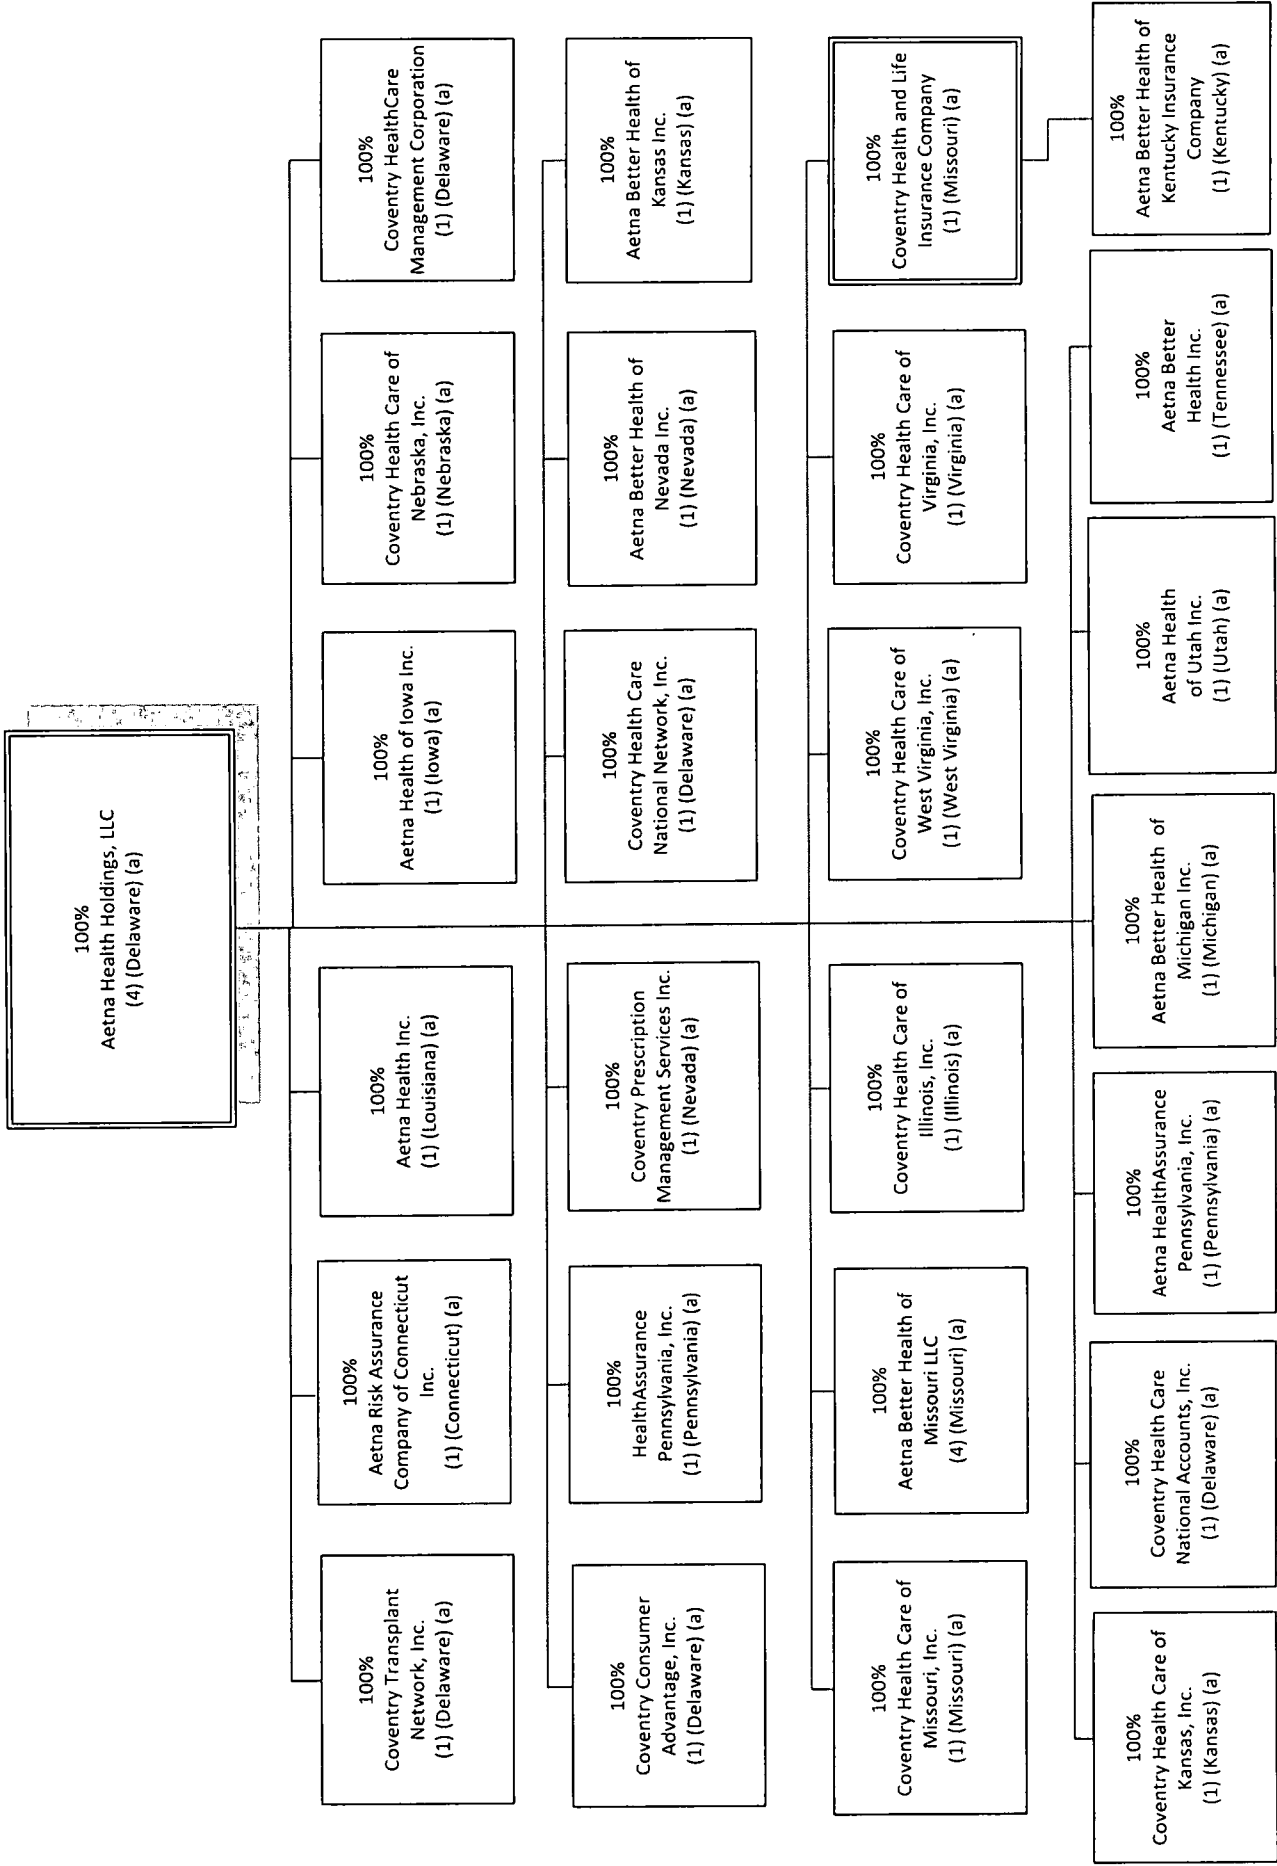 100%
Aetna Health Holdings, LLC
(4) (Delaware) (a)
100%
Coventry Transplant
Network, Inc.
(1) (Delaware) (a)
100%
Aetna Risk Assurance
Company of Connecticut
Inc.
(1) (Connecticut) (a)
100%
Aetna Health Inc.
(1) (Louisiana) (a)
100%
Aetna Health of Iowa Inc.
(1) (Iowa) (a)
100%
Coventry Health Care of
Nebraska, Inc.
(1) (Nebraska) (a)
100%
Coventry HealthCare
Management Corporation
(1) (Delaware) (a)
100%
Coventry Consumer
Advantage, Inc.
(1) (Delaware) (a)
100%
HealthAssurance
Pennsylvania, Inc.
(1) (Pennsylvania) (a)
100%
Coventry Prescription
Management Services Inc.
(1) (Nevada) (a)
100%
Coventry Health Care
National Network, Inc.
(1) (Delaware) (a)
100%
Aetna Better Health of
Nevada Inc.
(1) (Nevada) (a)
100%
Aetna Better Health of
Kansas Inc.
(1) (Kansas) (a)
100%
Coventry Health Care of
Missouri, Inc.
(1) (Missouri) (a)
100%
Aetna Better Health of
Missouri LLC
(4) (Missouri) (a)
100%
Coventry Health Care of
Illinois, Inc.
(1) (Illinois) (a)
100%
Coventry Health Care of
West Virginia, Inc.
(1) (West Virginia) (a)
100%
Coventry Health Care of
Virginia, Inc.
(1) (Virginia) (a)
100%
Coventry Health and Life
Insurance Company
(1) (Missouri) (a)
100%
Coventry Health Care of
Kansas, Inc.
(1) (Kansas) (a)
100%
Coventry Health Care
National Accounts, Inc.
(1) (Delaware) (a)
100%
Aetna HealthAssurance
Pennsylvania, Inc.
(1) (Pennsylvania) (a)
100%
Aetna Better Health of
Michigan Inc.
(1) (Michigan) (a)
100%
Aetna Health
of Utah Inc.
(1) (Utah) (a)
100%
Aetna Better
Health Inc.
(1) (Tennessee) (a)
100%
Aetna Better Health of
Kentucky Insurance
Company
(1) (Kentucky) (a)